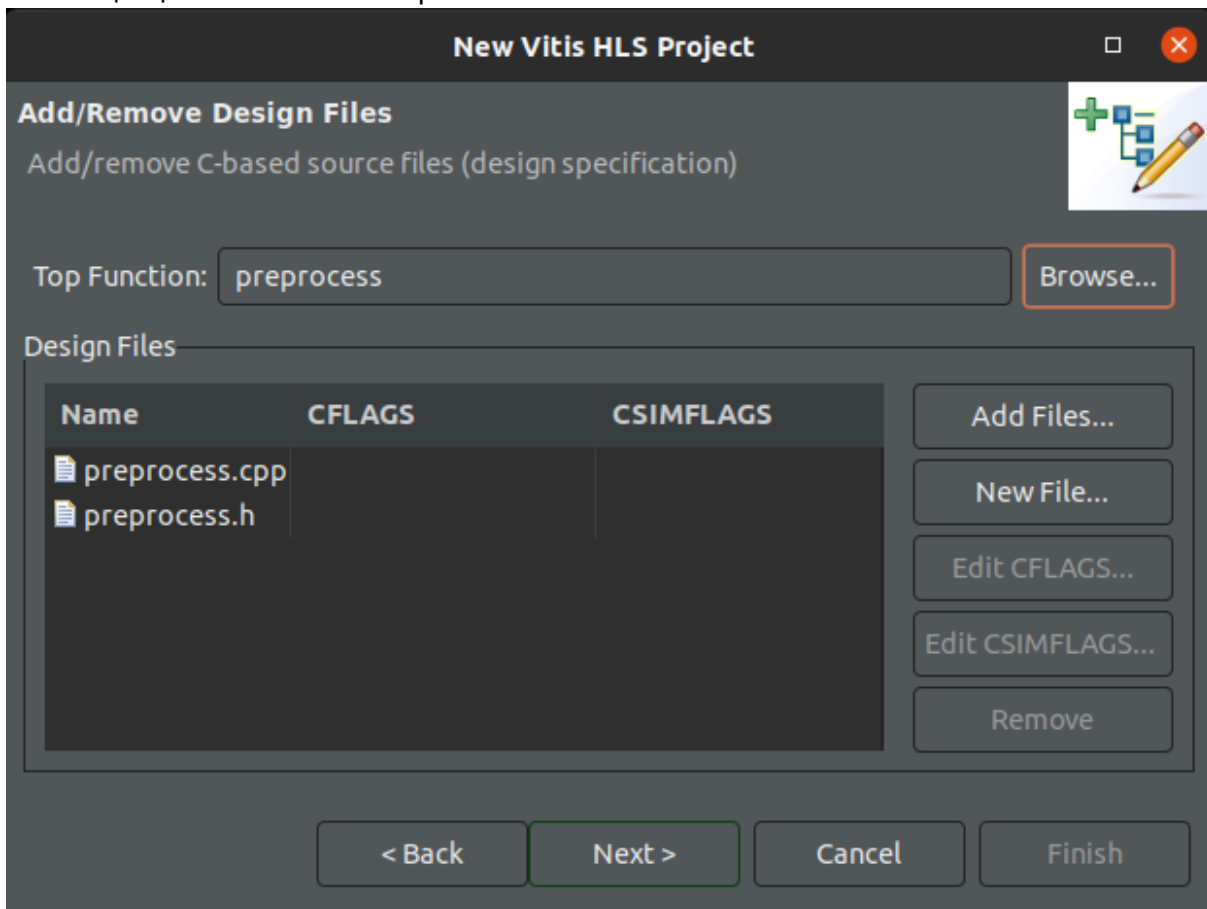 New Vitis HLS Project
Add/Remove Design Files
Add/remove C-based source files (design specification)
Top Function: preprocess Browse...
Design Files
Name CFLAGS CSIMFLAGS Add Files...
preprocess.cpp
New File...
preprocess.h
Edit CFLAGS...
Edit CSIMFLAGS...
Remove
< Back Next > Cancel Finish